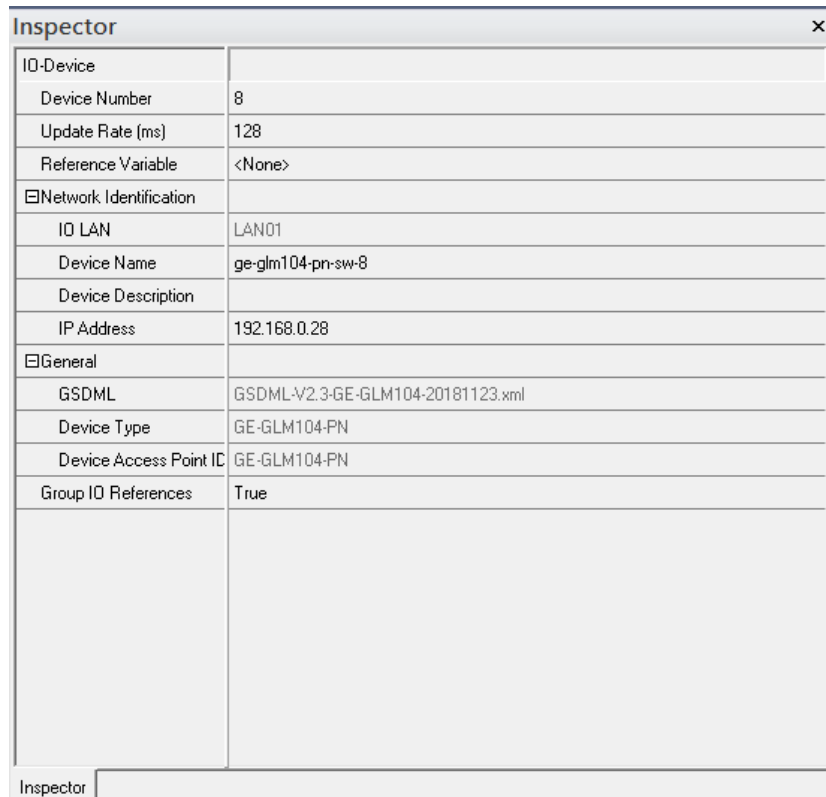 Inspector
IO-Device
Device Number 8
Update Rate (ms) 128
Reference Variable <None>
Network Identification
IO LAN LAN01
Device Name ge-glm104-pn-sw-8
Device Description
IP Address 192.168.0.28
General
GSDML GSDML-V2.3-GE-GLM104-20181123.xml
Device Type GE-GLM104-PN
Device Access Point ID GE-GLM104-PN
Group IO References True
Inspector